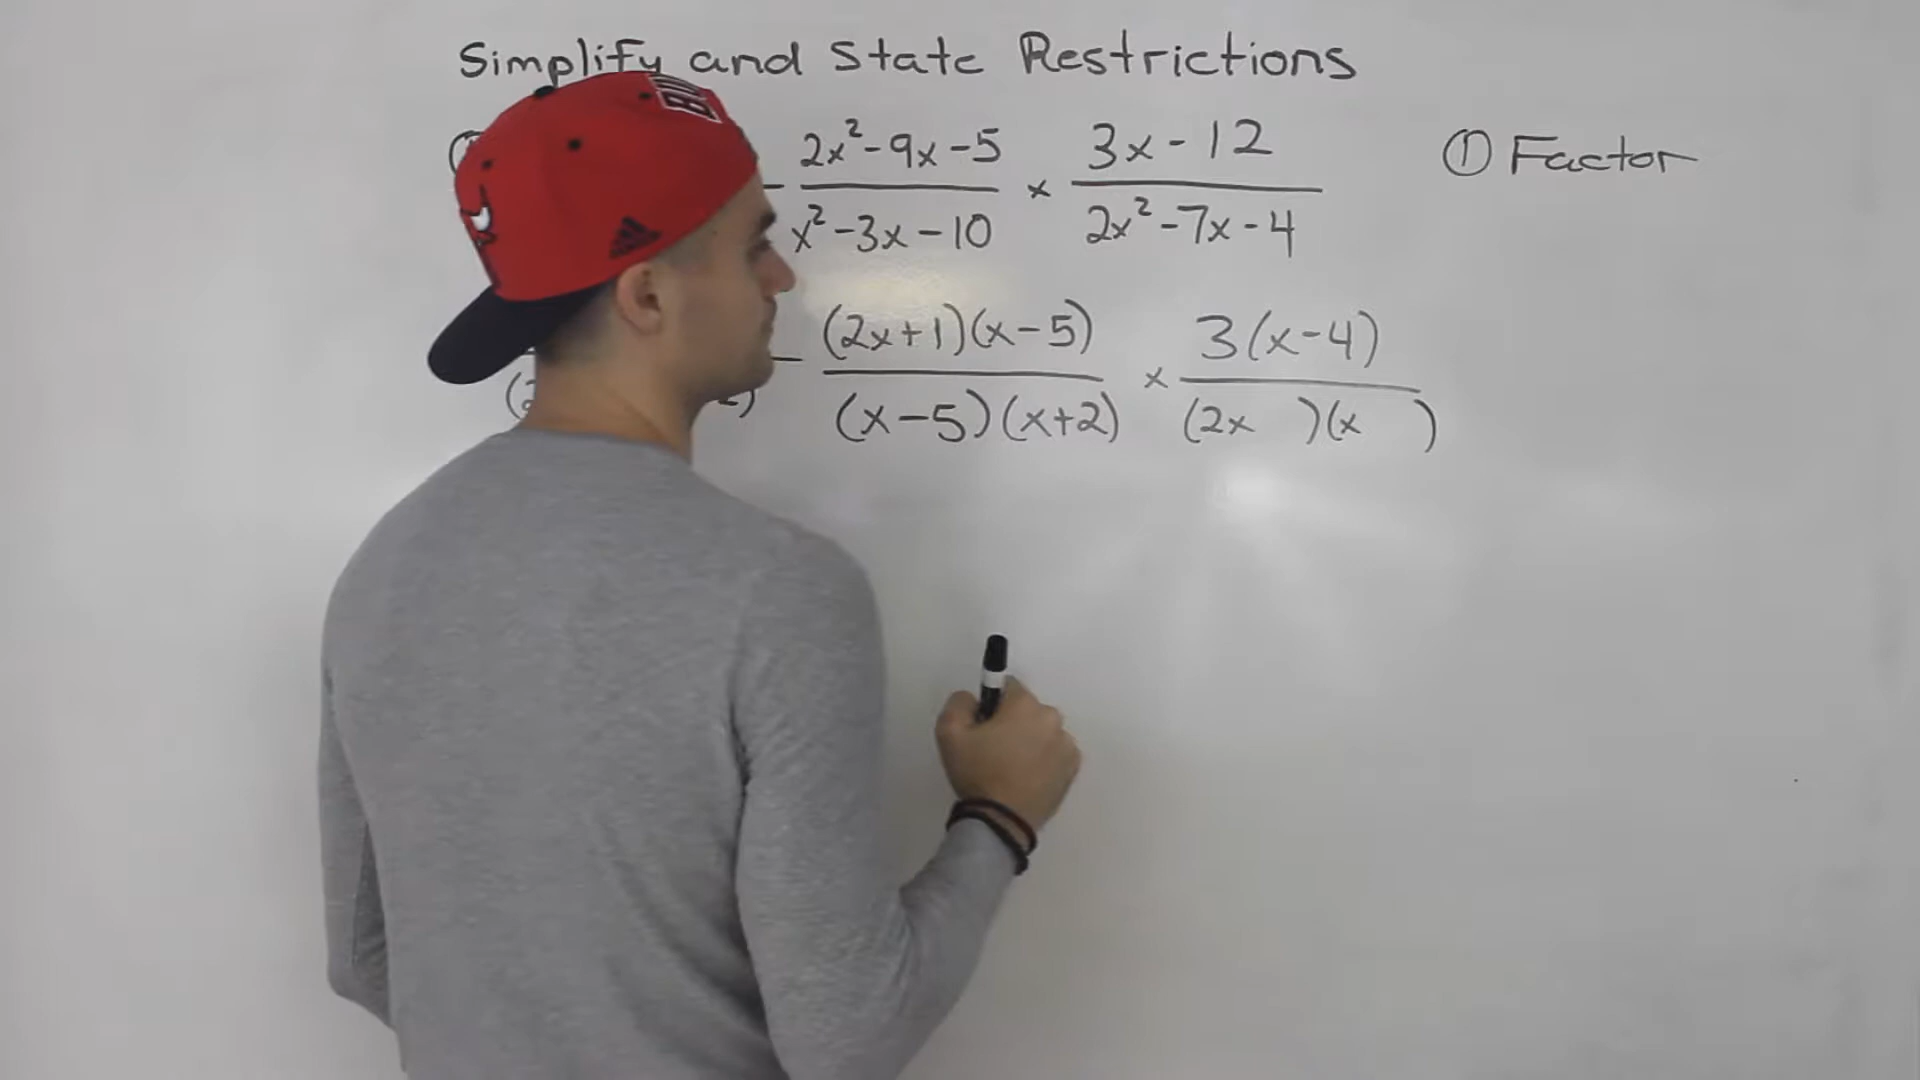 Simplify and State Restrictions
2x²-9x-5 / x²-3x-10 × 3x-12 / 2x²-7x-4
① Factor
(2x+1)(x-5) / (x-5)(x+2) × 3(x-4) / (2x )(x )